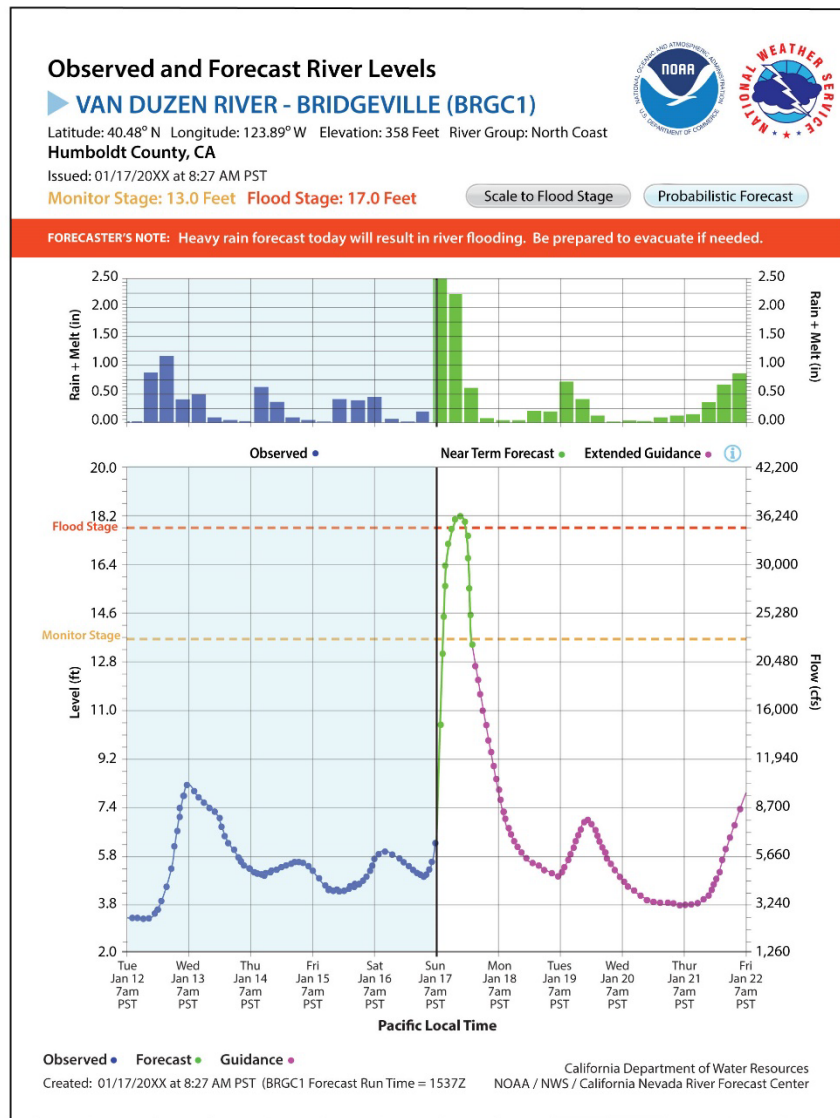 Observed and Forecast River Levels
VAN DUZEN RIVER - BRIDGEVILLE (BRGC1)
Latitude: 40.48° N Longitude: 123.89° W Elevation: 358 Feet River Group: North Coast
Humboldt County, CA
Issued: 01/17/20XX at 8:27 AM PST
Monitor Stage: 13.0 Feet Flood Stage: 17.0 Feet
Scale to Flood Stage
Probabilistic Forecast
NATIONAL OCEANIC AND ATMOSPHERIC ADMINISTRATION
NOAA
U.S. DEPARTMENT OF COMMERCE
NATIONAL WEATHER SERVICE
FORECASTER'S NOTE: Heavy rain forecast today will result in river flooding. Be prepared to evacuate if needed.
Rain + Melt (in)
2.50
2.00
1.50
1.00
0.50
0.00
2.50
2.00
1.50
1.00
0.50
0.00
Rain + Melt (in)
Observed
Near Term Forecast
Extended Guidance
i
Level (ft)
20.0
18.2
Flood Stage
16.4
14.6
Monitor Stage
12.8
11.0
9.2
7.4
5.8
3.8
2.0
42,200
36,240
30,000
25,280
20,480
16,000
11,940
8,700
5,660
3,240
1,260
Flow (cfs)
Tue Wed Thu Fri Sat Sun Mon Tues Wed Thur Fri
Jan 12 Jan 13 Jan 14 Jan 15 Jan 16 Jan 17 Jan 18 Jan 19 Jan 20 Jan 21 Jan 22
7am 7am 7am 7am 7am 7am 7am 7am 7am 7am 7am
PST PST PST PST PST PST PST PST PST PST PST
Pacific Local Time
Observed Forecast Guidance
Created: 01/17/20XX at 8:27 AM PST (BRGC1 Forecast Run Time = 1537Z
California Department of Water Resources
NOAA / NWS / California Nevada River Forecast Center